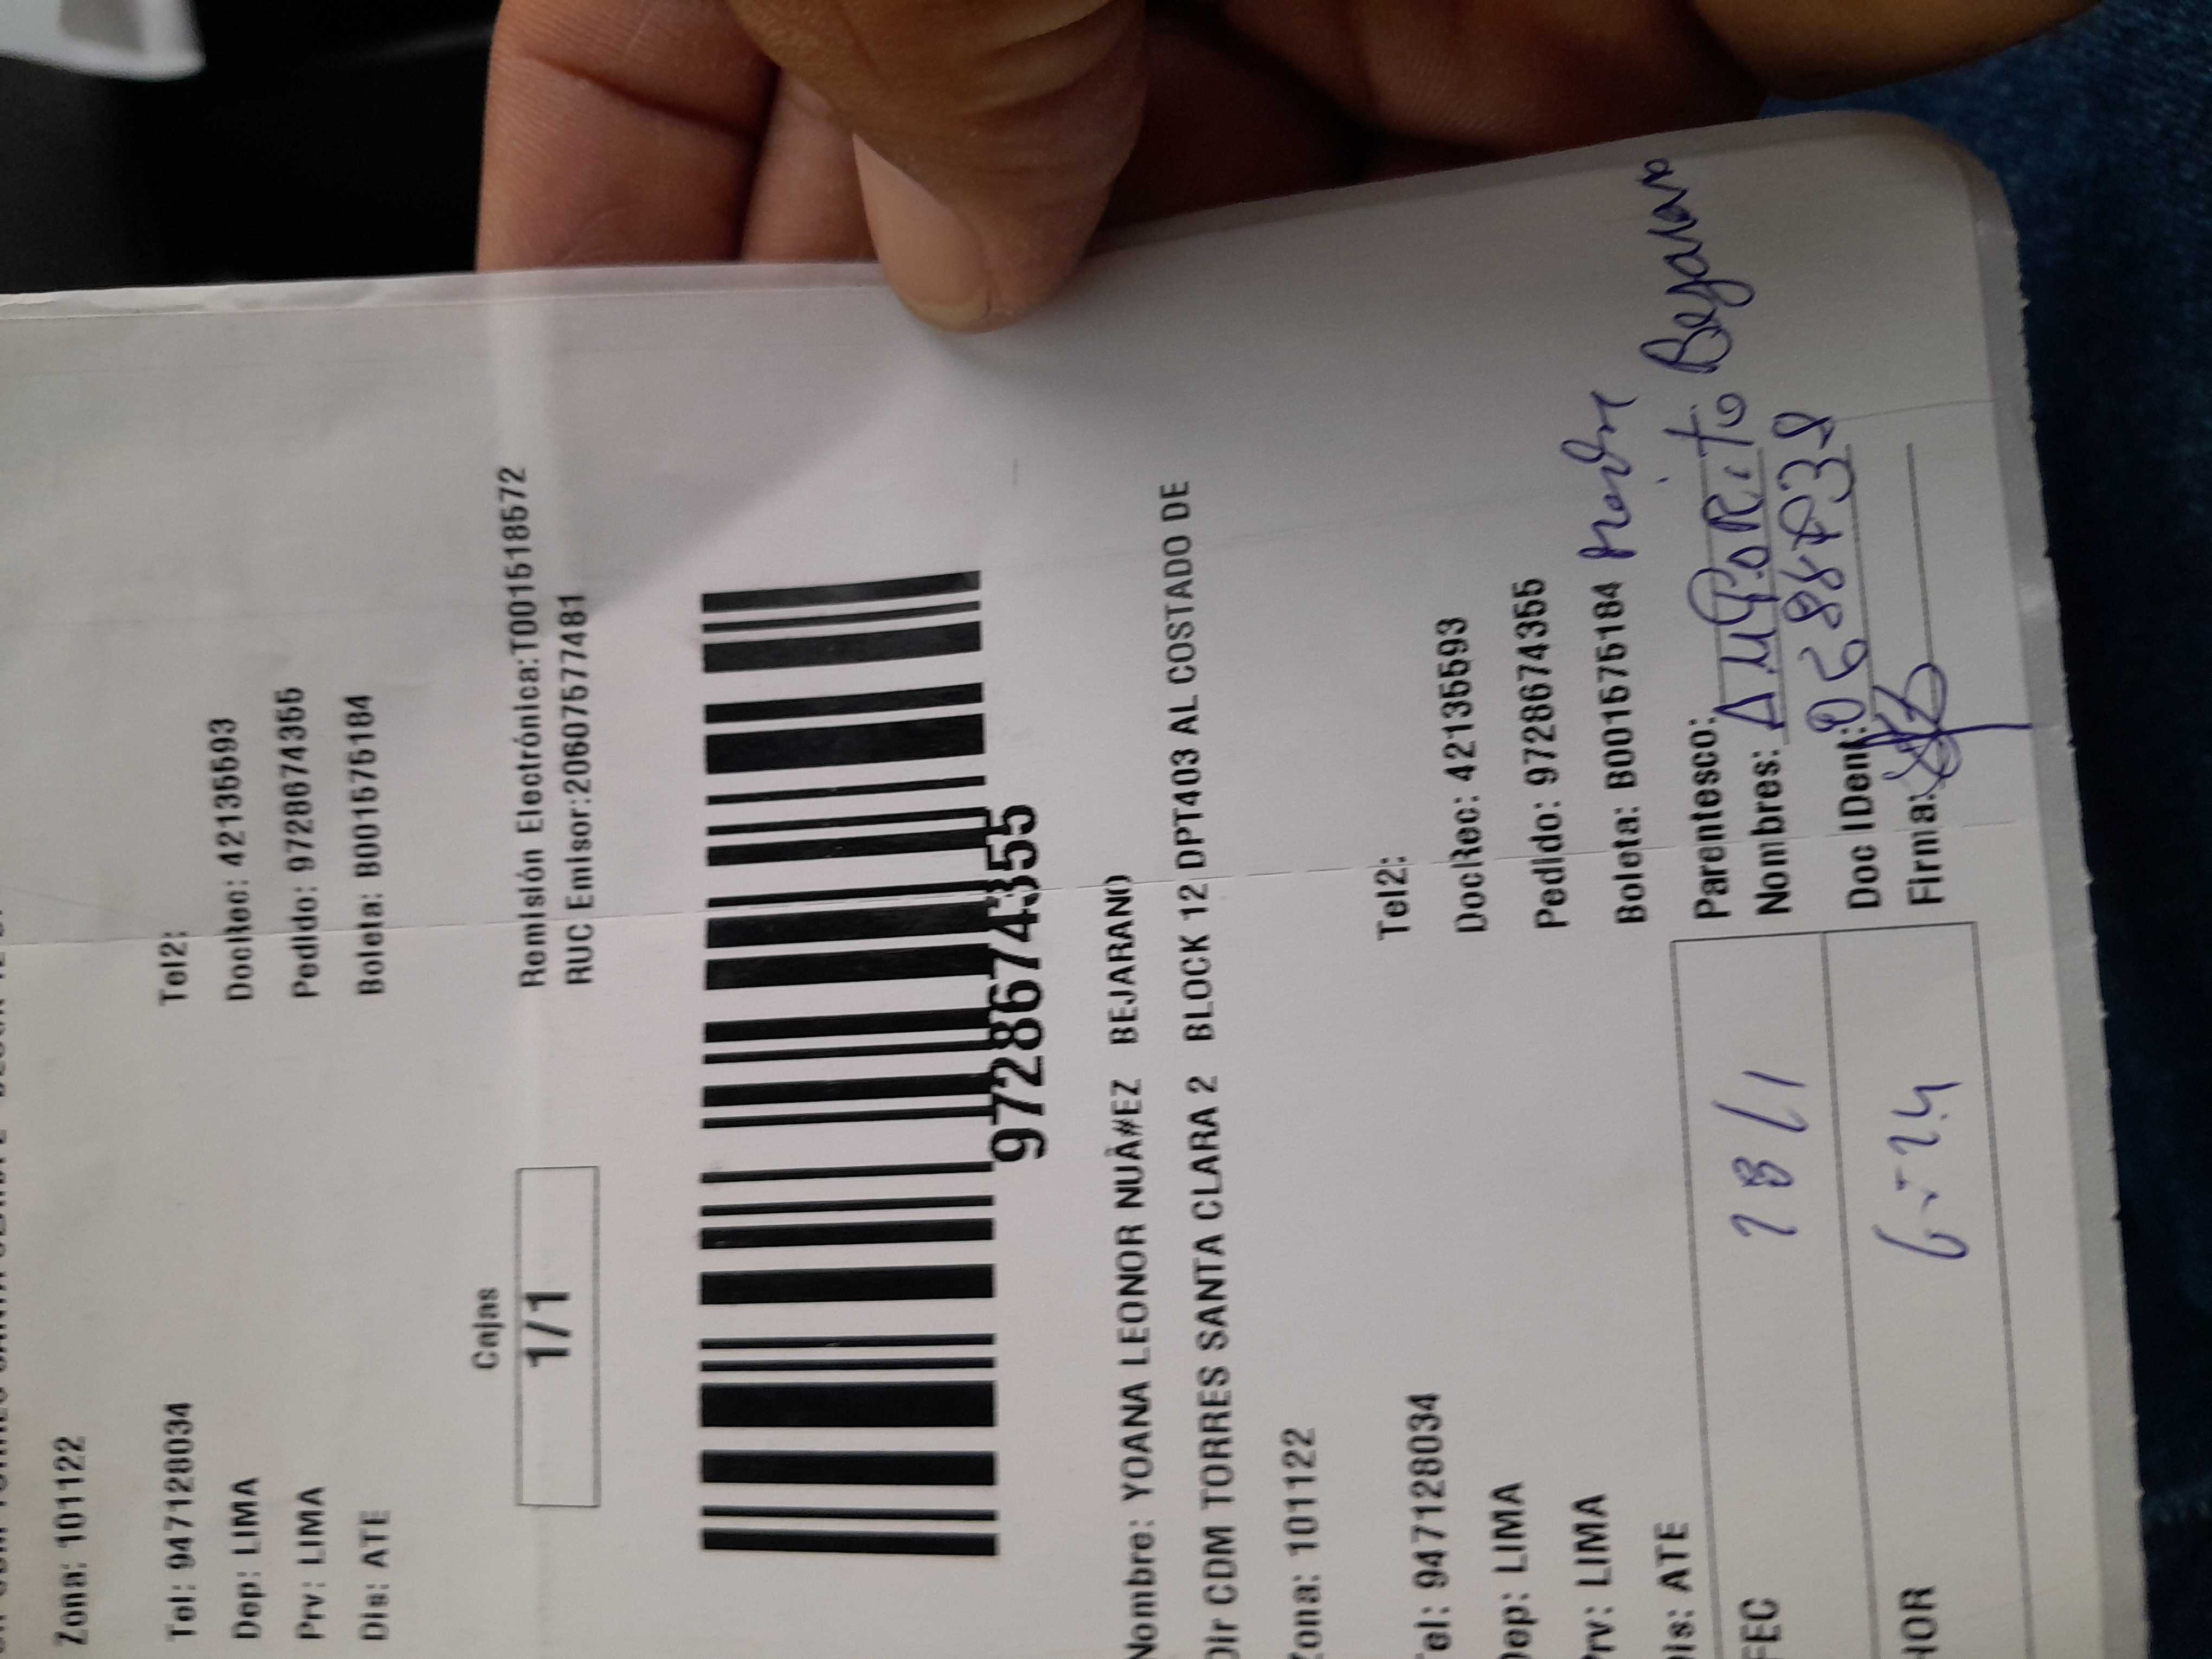 Zona: 101122
Tel: 947128034 Tel2:
Dep: LIMA DocRec: 42135593
Prv: LIMA Pedido:9728674355
Dis: ATE Boleta: B001575184
Cajas
1/1
Remisión Electrónica:T001518572
RUC Emisor:20607577481
9728674355
Nombre: YOANA LEONOR NUÃ#EZ BEJARANO
Dir CDM TORRES SANTA CLARA 2 BLOCK 12 DPT403 AL COSTADO DE
Zona: 101122
Tel: 947128034 Tel2:
Dep: LIMA DocRec: 42135593
Prv: LIMA Pedido: 9728674355
Dis: ATE Boleta: B001575184
FEC 28/1
HOR
Parentesco:
Nombres: Bejarano
Doc IDent:
Firma: